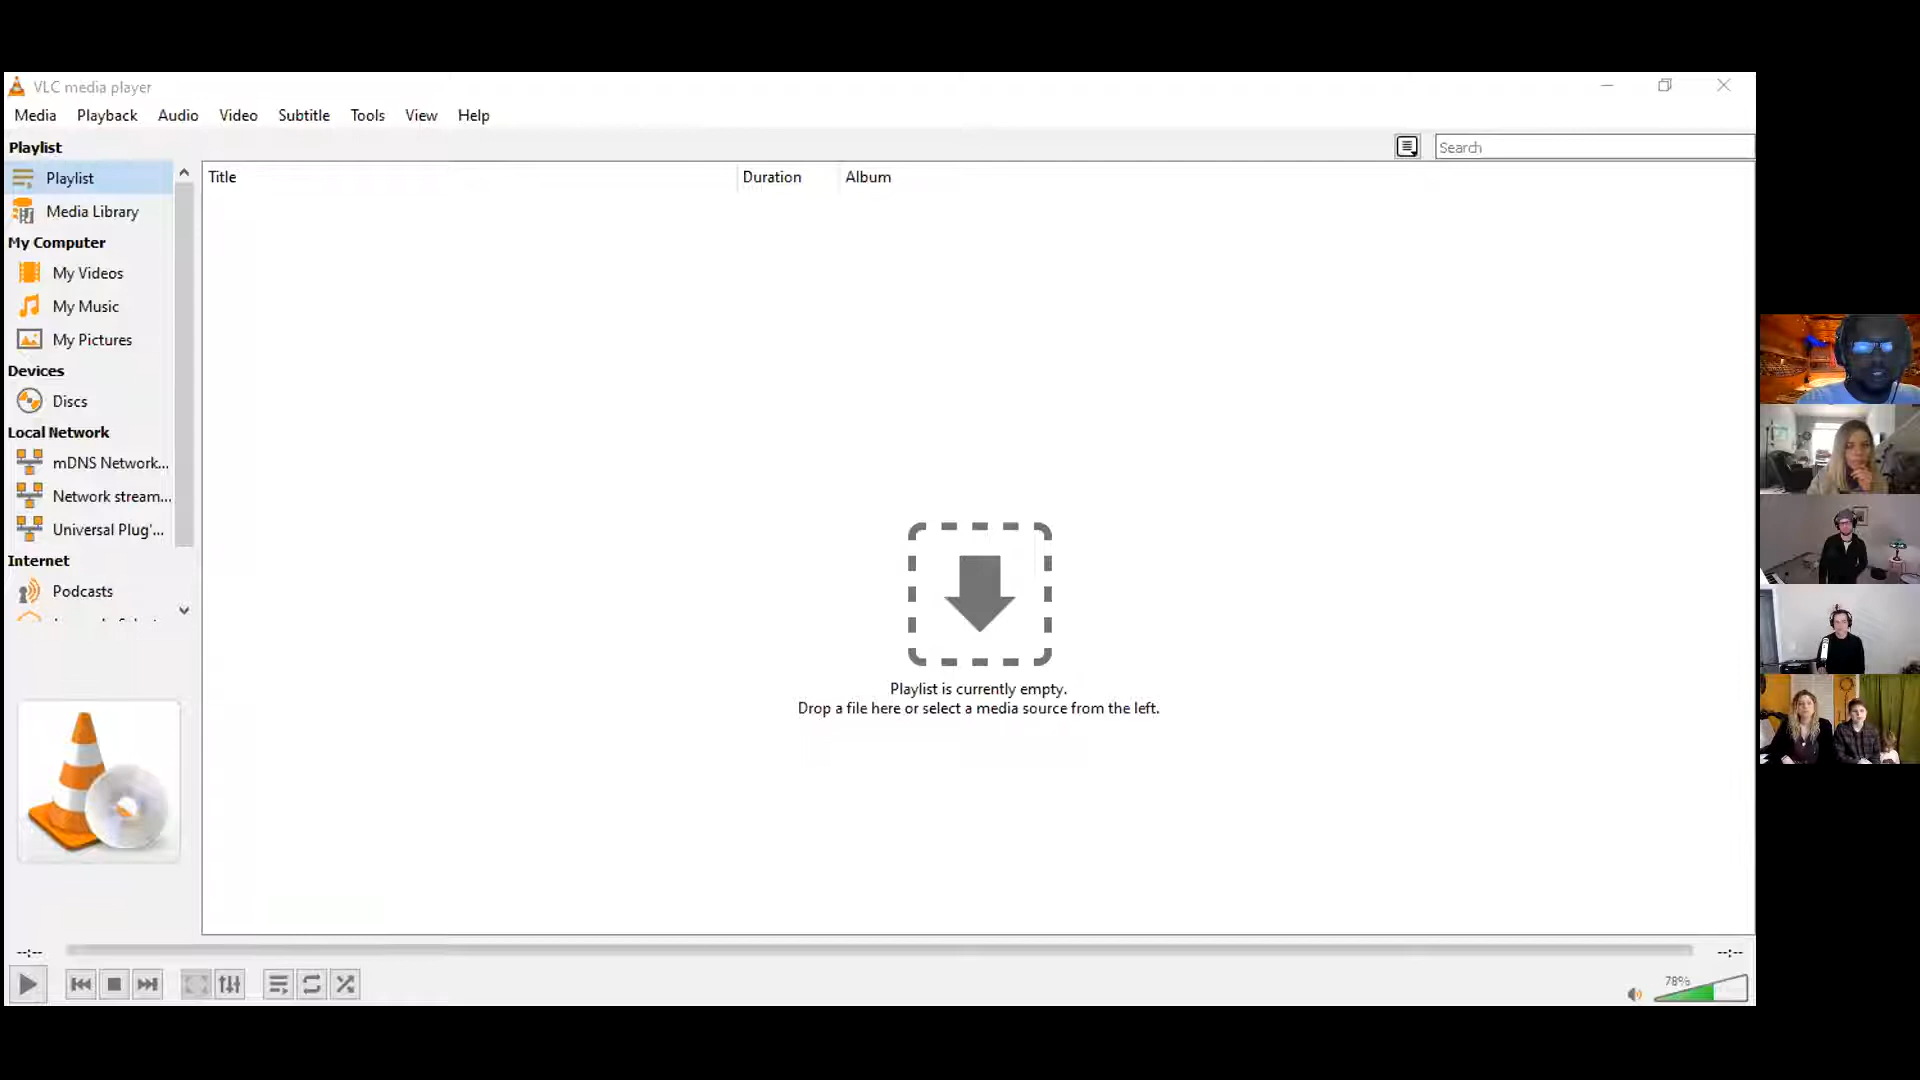 VLC media player
Media Playback Audio Video Subtitle Tools View Help
Playlist
Search
Playlist
Media Library
My Computer
My Videos
My Music
My Pictures
Devices
Discs
Local Network
mDNS Network...
Network stream...
Universal Plug'...
Internet
Podcasts
Title Duration Album
Playlist is currently empty.
Drop a file here or select a media source from the left.
--:--
--:--
78%